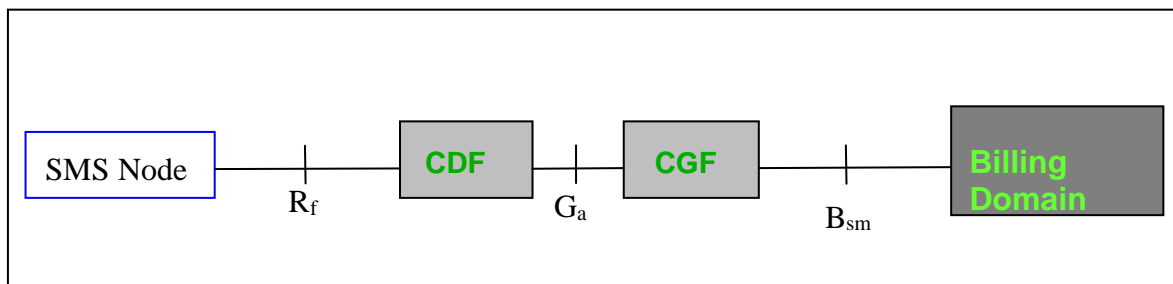 SMS Node
CDF
CGF
Billing
Domain
Rf
Ga
Bsm